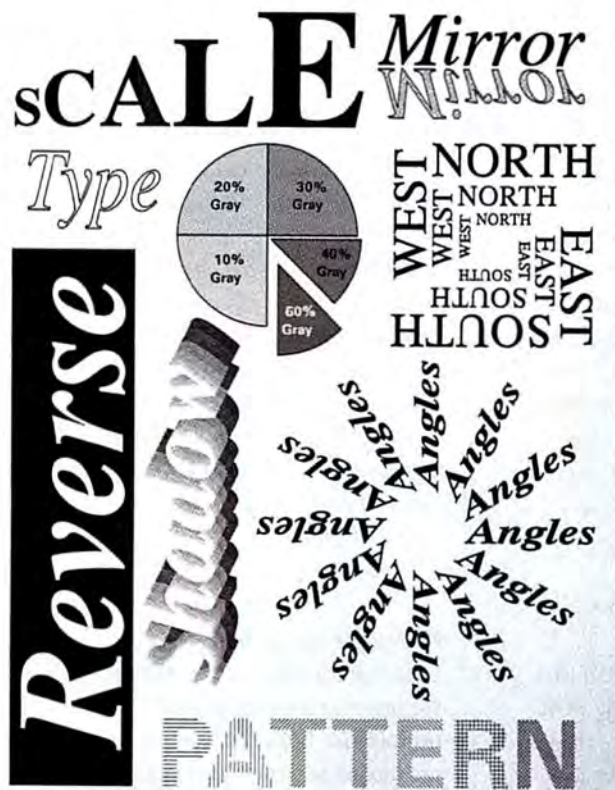 sCALE
Mirror
Mirror
Type
20%
Gray
30%
Gray
10%
Gray
40%
Gray
60%
Gray
NORTH
NORTH
NORTH
WEST
WEST
WEST
EAST
EAST
EAST
SOUTH
SOUTH
SOUTH
Reverse
Shadow
Angles
Angles
Angles
Angles
Angles
Angles
Angles
Angles
Angles
Angles
Angles
Angles
PATTERN